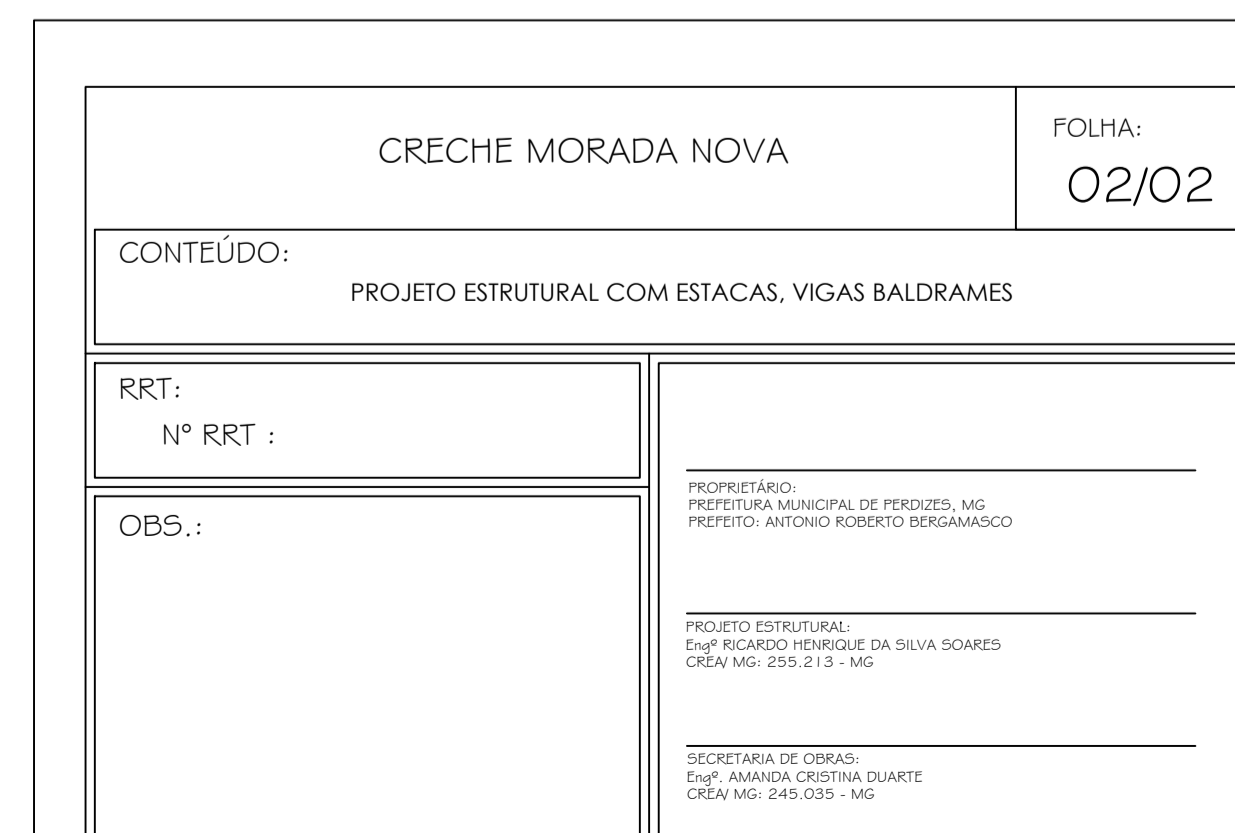 CRECHE MORADA NOVA
FOLHA:
02/02
CONTEÚDO:
PROJETO ESTRUTURAL COM ESTACAS, VIGAS BALDRAMES
RRT:
Nº RRT :
OBS.:
PROPRIETÁRIO:
PREFEITURA MUNICIPAL DE PERDIZES, MG
PREFEITO: ANTONIO ROBERTO BERGAMASCO
PROJETO ESTRUTURAL:
Engº RICARDO HENRIQUE DA SILVA SOARES
CREA/ MG: 255.213 - MG
SECRETARIA DE OBRAS:
Engº. AMANDA CRISTINA DUARTE
CREA/ MG: 245.035 - MG